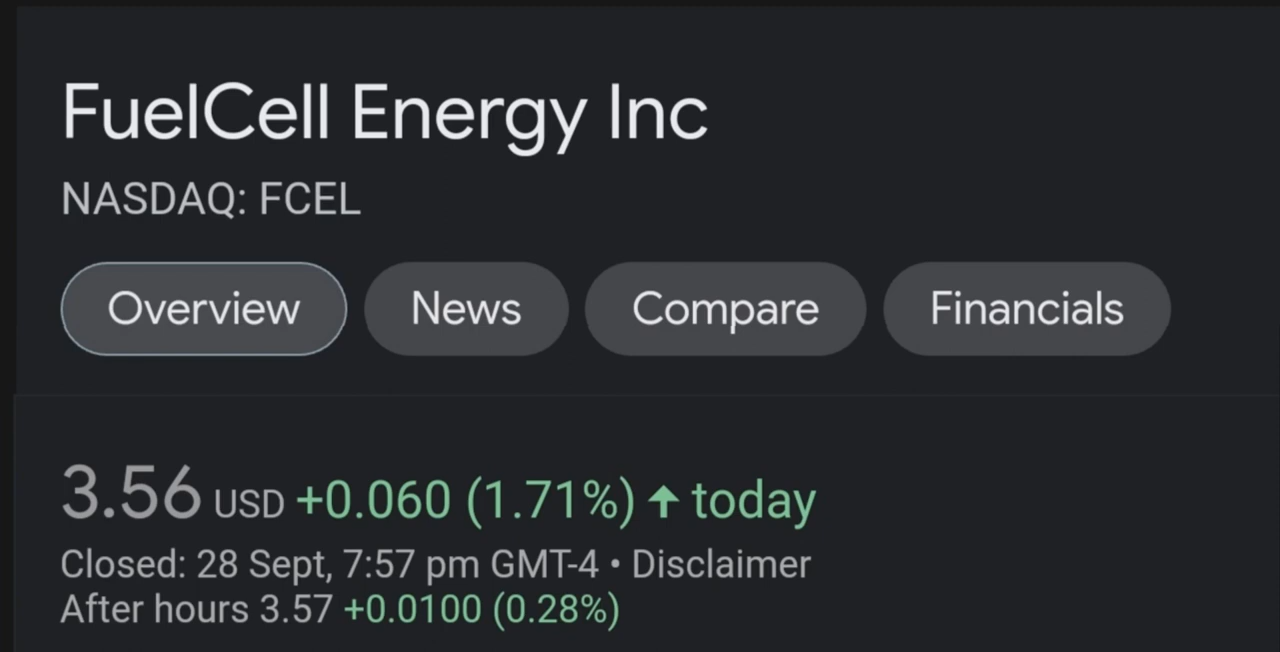 FuelCell Energy Inc
NASDAQ: FCEL
Overview News Compare Financials
3.56 USD +0.060 (1.71%) ↑ today
Closed: 28 Sept, 7:57 pm GMT-4 • Disclaimer
After hours 3.57 +0.0100 (0.28%)